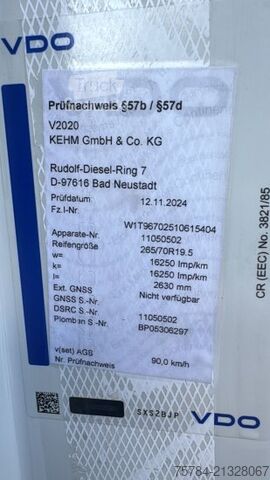 VDO
Truck
Prüfnachweis §57b / §57d
V2020
KEHM GmbH & Co. KG
Rudolf-Diesel-Ring 7
D-97616 Bad Neustadt
Prüfdatum 12.11.2024
Fz.I-Nr.
W1T96702510615404
Apparate-Nr. 11050502
Reifengröße 265/70R19.5
w= 16250 Imp/km
k= 16250 Imp/km
l= 2630 mm
Ext. GNSS Nicht verfügbar
GNSS S.-Nr.
DSRC S.-Nr. 11050502
Plomben S.-Nr. BP05306297
v(set) AGB 90,0 km/h
Nr. Prüfnachweis
CR (EEC) No. 3821/85
SXS2BJP
VDO
75784-21328067